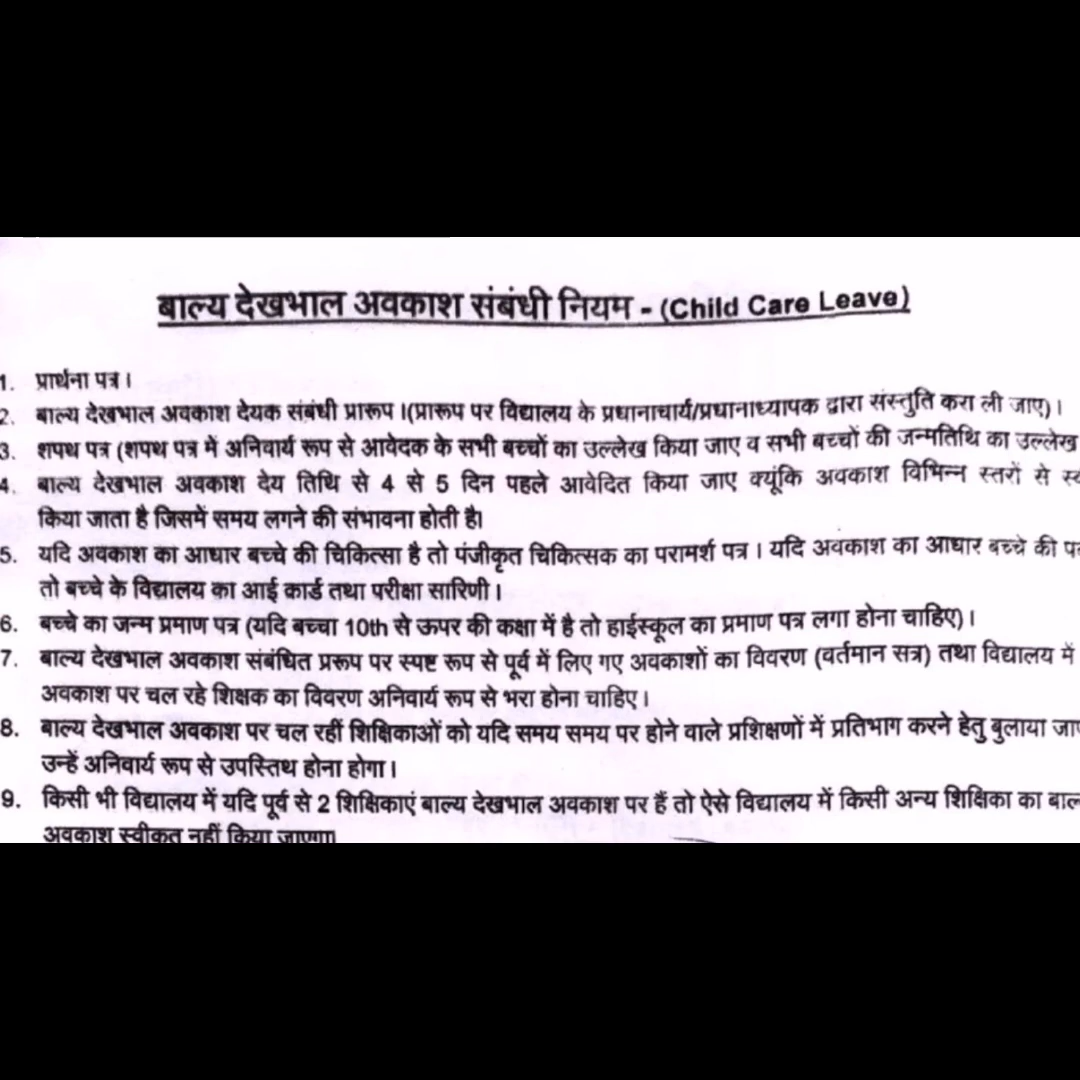 बाल्य देखभाल अवकाश संबंधी नियम - (Child Care Leave)
1. प्रार्थना पत्र।
2. बाल्य देखभाल अवकाश देयक संबंधी प्रारूप।(प्रारूप पर विद्यालय के प्रधानाचार्य/प्रधानाध्यापक द्वारा संस्तुति करा ली जाए)।
3. शपथ पत्र (शपथ पत्र में अनिवार्य रूप से आवेदक के सभी बच्चों का उल्लेख किया जाए व सभी बच्चों की जन्मतिथि का उल्लेख
4. बाल्य देखभाल अवकाश देय तिथि से 4 से 5 दिन पहले आवेदित किया जाए क्यूंकि अवकाश विभिन्न स्तरों से
किया जाता है जिसमें समय लगने की संभावना होती है।
5. यदि अवकाश का आधार बच्चे की चिकित्सा है तो पंजीकृत चिकित्सक का परामर्श पत्र। यदि अवकाश का आधार बच्चे की
तो बच्चे के विद्यालय का आई कार्ड तथा परीक्षा सारिणी।
6. बच्चे का जन्म प्रमाण पत्र (यदि बच्चा 10th से ऊपर की कक्षा में है तो हाईस्कूल का प्रमाण पत्र लगा होना चाहिए)।
7. बाल्य देखभाल अवकाश संबंधित प्ररूप पर स्पष्ट रूप से पूर्व में लिए गए अवकाशों का विवरण (वर्तमान सत्र) तथा विद्यालय में
अवकाश पर चल रहे शिक्षक का विवरण अनिवार्य रूप से भरा होना चाहिए।
8. बाल्य देखभाल अवकाश पर चल रहीं शिक्षिकाओं को यदि समय समय पर होने वाले प्रशिक्षणों में प्रतिभाग करने हेतु बुलाया
उन्हें अनिवार्य रूप से उपस्तिथ होना होगा।
9. किसी भी विद्यालय में यदि पूर्व से 2 शिक्षिकाएं बाल्य देखभाल अवकाश पर हैं तो ऐसे विद्यालय में किसी अन्य शिक्षिका का
अवकाश स्वीकृत नहीं किया जाएगा